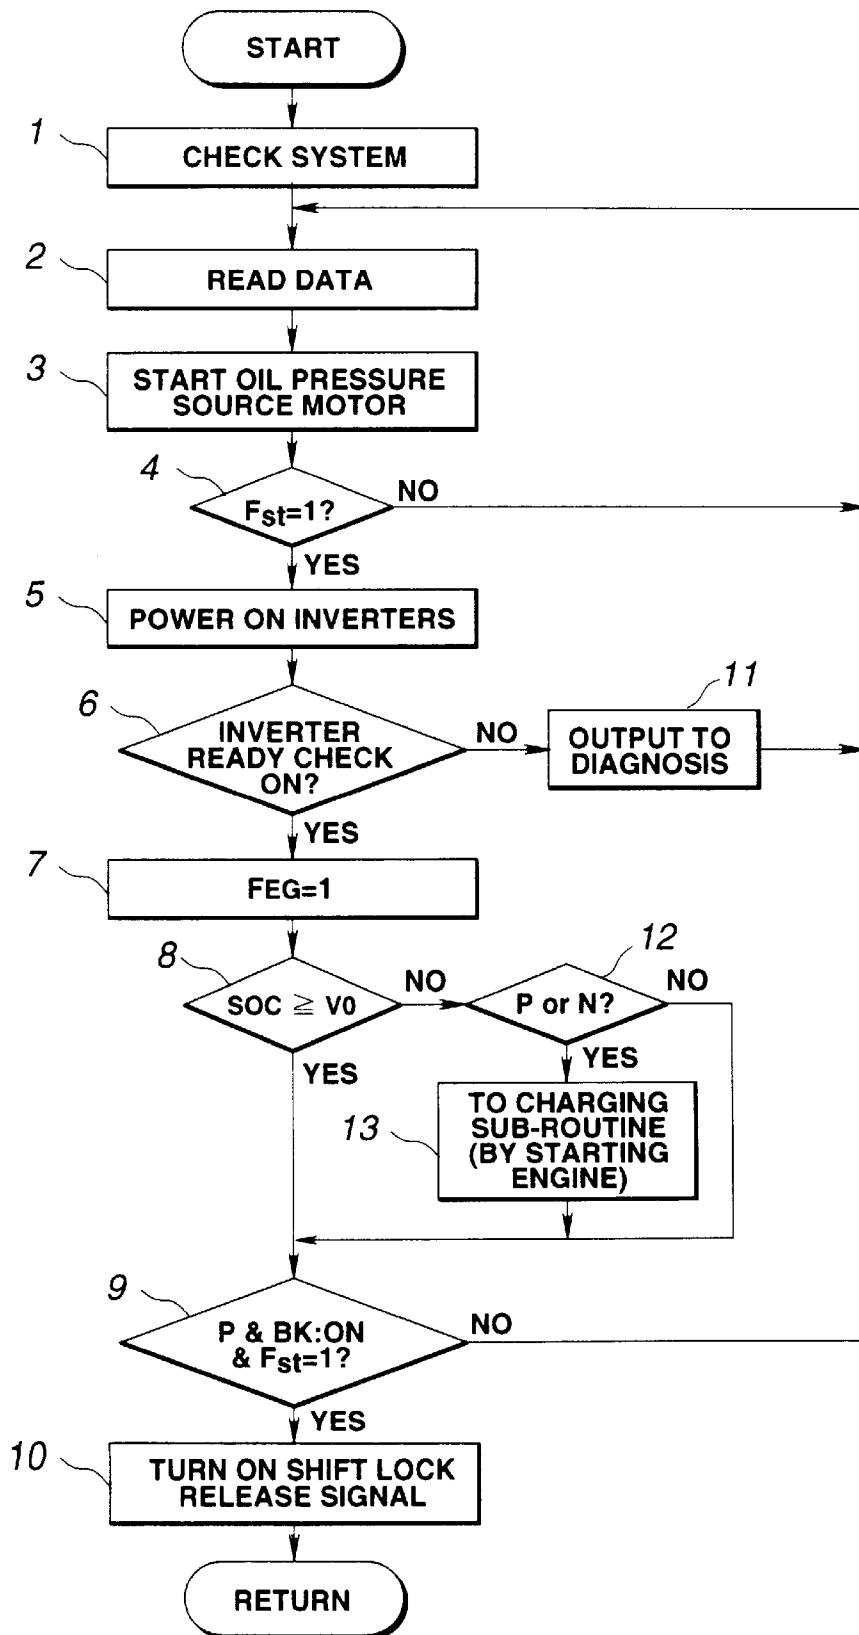 START
1
CHECK SYSTEM
2
READ DATA
3
START OIL PRESSURE
SOURCE MOTOR
4
Fst=1?
NO
YES
5
POWER ON INVERTERS
6
INVERTER
READY CHECK
ON?
NO
11
OUTPUT TO
DIAGNOSIS
YES
7
FEG=1
8
SOC ≧ V0
NO
12
P or N?
NO
YES
YES
13
TO CHARGING
SUB-ROUTINE
(BY STARTING
ENGINE)
9
P & BK:ON
& Fst=1?
NO
YES
10
TURN ON SHIFT LOCK
RELEASE SIGNAL
RETURN